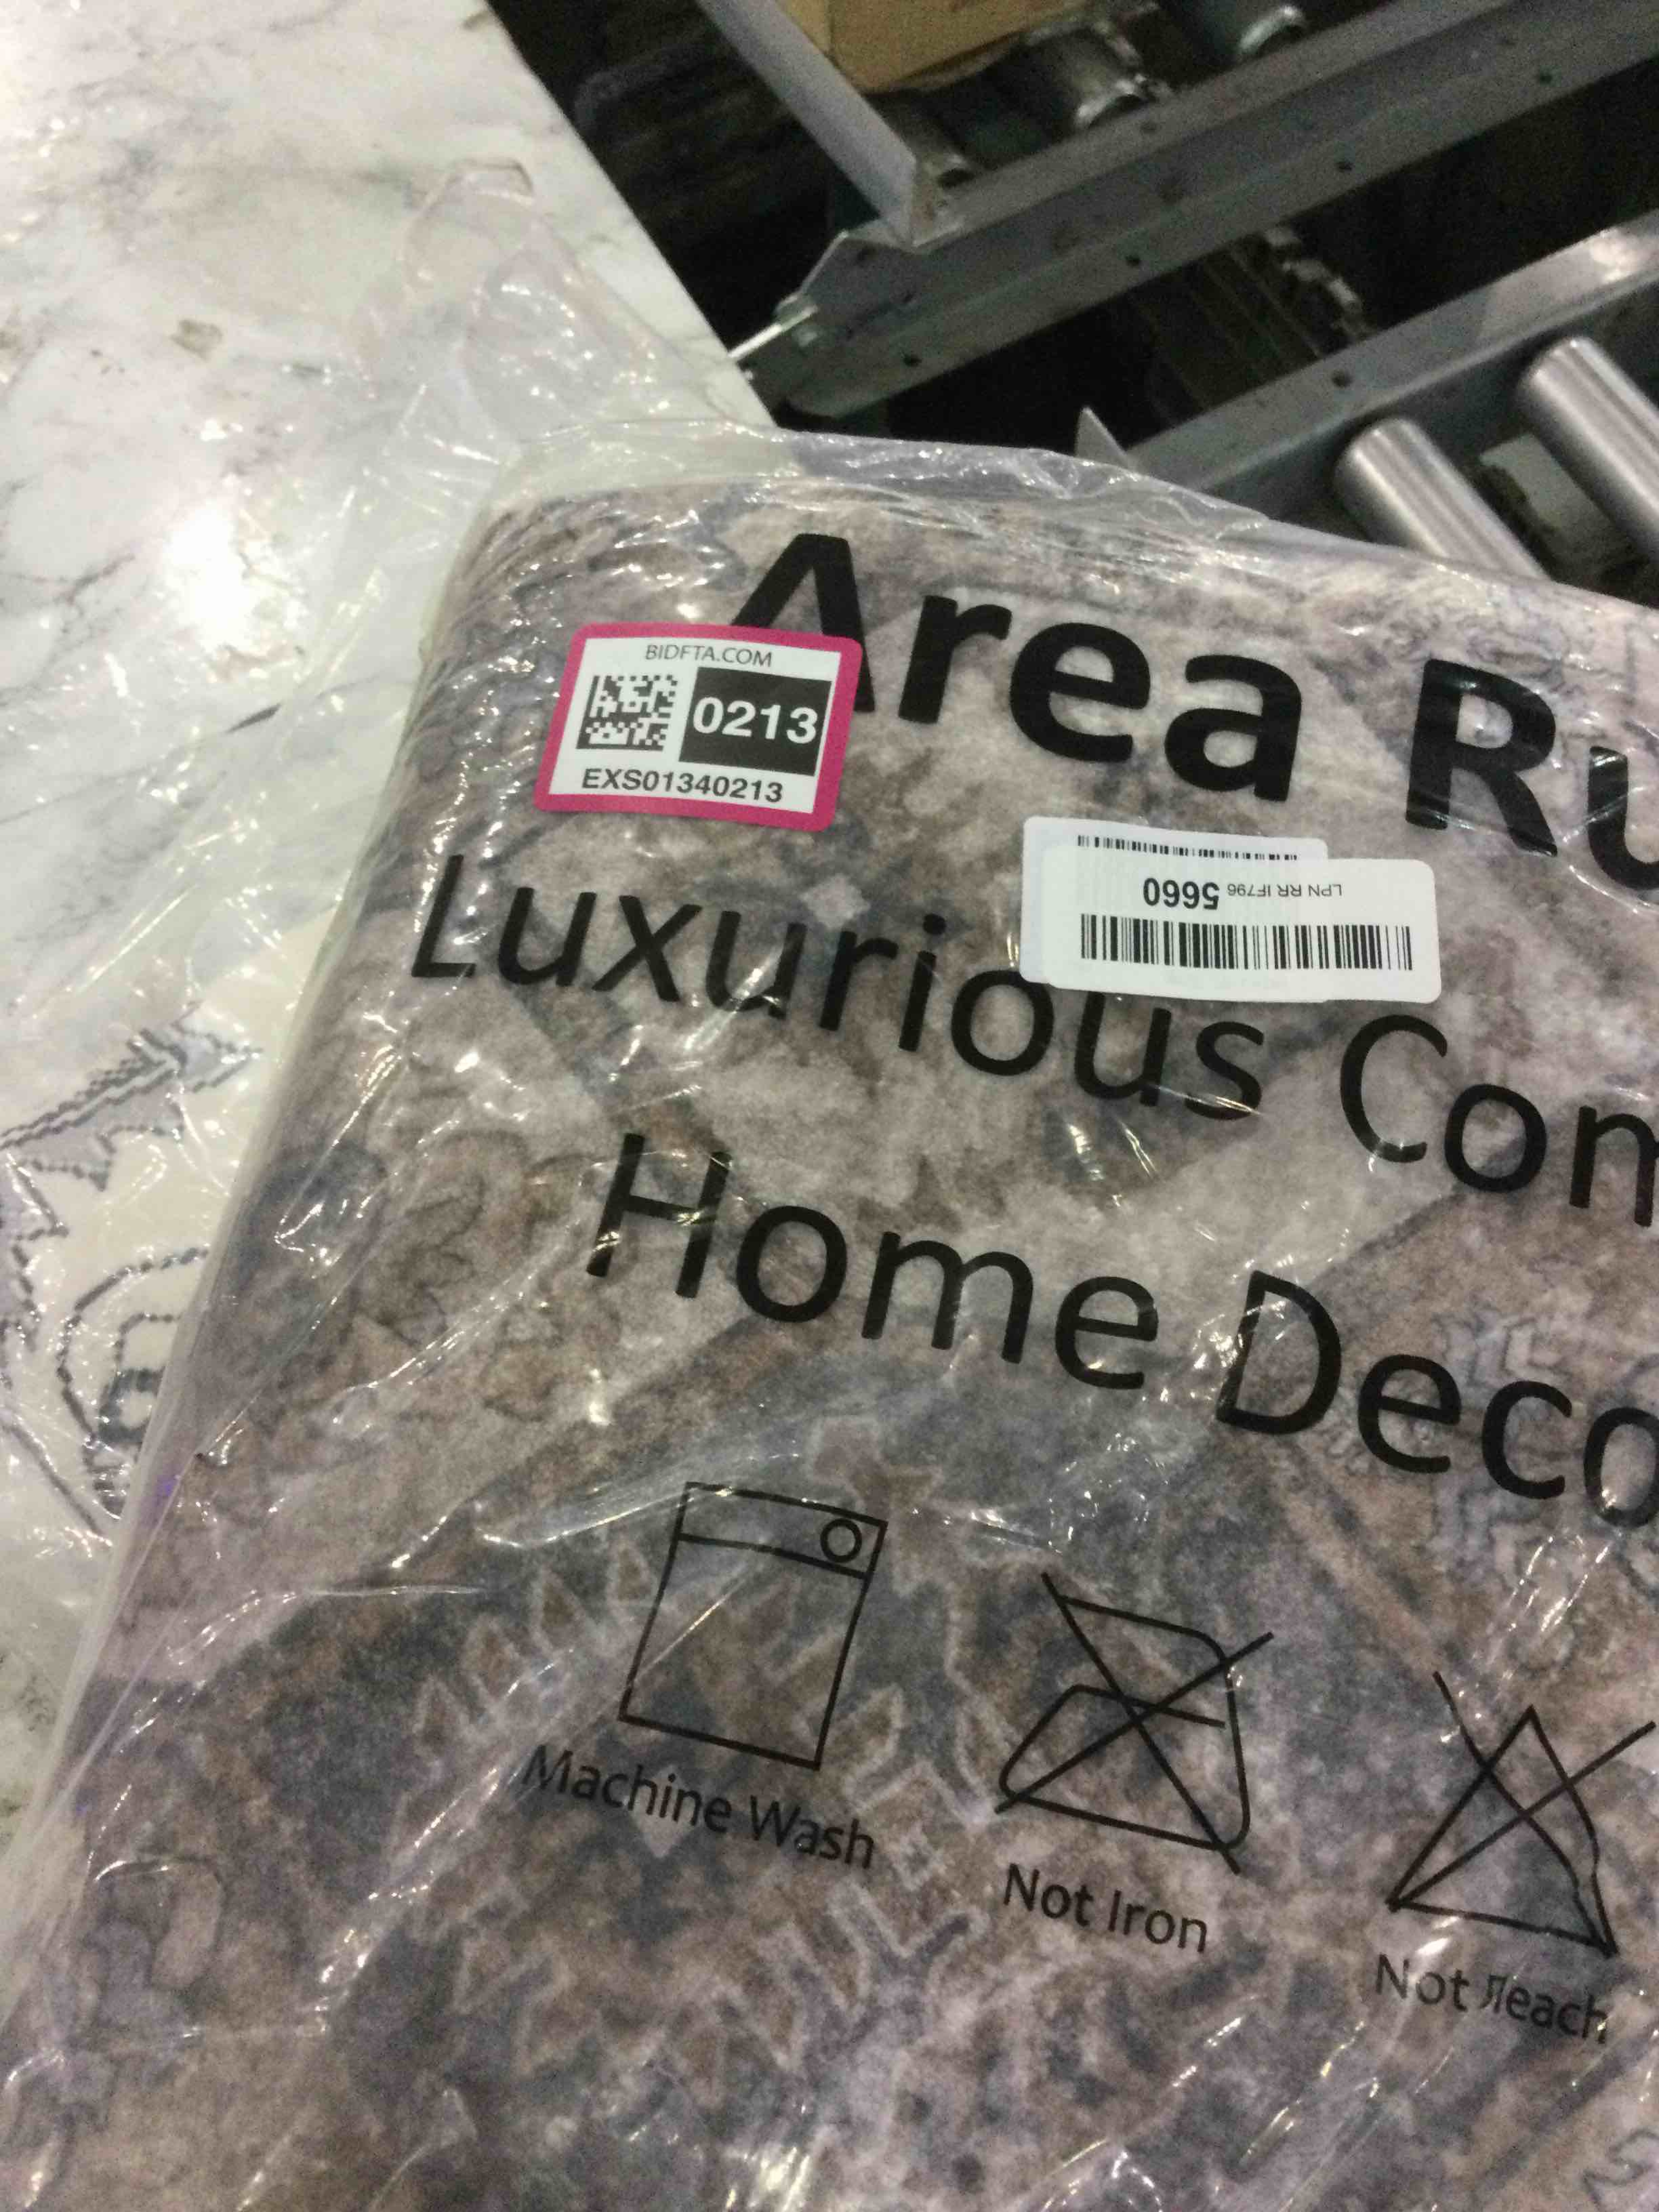 Area Ru
BIDFTA.COM
0213
EXS01340213
LPN RR IF796 5660
Luxurious Com
Home Deco
Machine Wash
Not Iron
Not